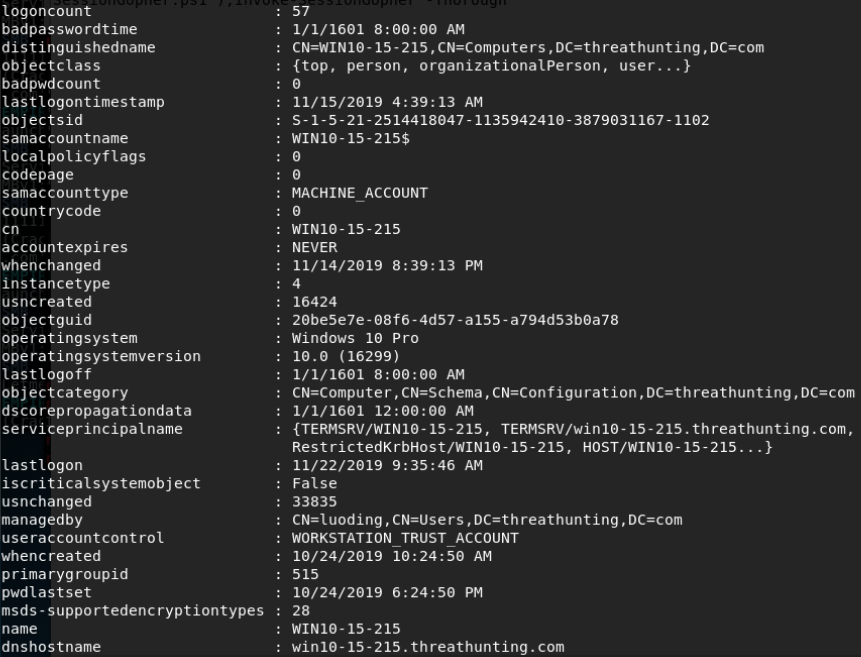 SessionGopher.ps1");Invoke-SessionGopher -Thorough
logoncount : 57
badpasswordtime : 1/1/1601 8:00:00 AM
distinguishedname : CN=WIN10-15-215,CN=Computers,DC=threathunting,DC=com
objectclass : {top, person, organizationalPerson, user...}
badpwdcount : 0
lastlogontimestamp : 11/15/2019 4:39:13 AM
objectsid : S-1-5-21-2514418047-1135942410-3879031167-1102
samaccountname : WIN10-15-215$
localpolicyflags : 0
codepage : 0
samaccounttype : MACHINE_ACCOUNT
countrycode : 0
cn : WIN10-15-215
accountexpires : NEVER
whenchanged : 11/14/2019 8:39:13 PM
instancetype : 4
usncreated : 16424
objectguid : 20be5e7e-08f6-4d57-a155-a794d53b0a78
operatingsystem : Windows 10 Pro
operatingsystemversion : 10.0 (16299)
lastlogoff : 1/1/1601 8:00:00 AM
objectcategory : CN=Computer,CN=Schema,CN=Configuration,DC=threathunting,DC=com
dscorepropagationdata : 1/1/1601 12:00:00 AM
serviceprincipalname : {TERMSRV/WIN10-15-215, TERMSRV/win10-15-215.threathunting.com,
RestrictedKrbHost/WIN10-15-215, HOST/WIN10-15-215...}
lastlogon : 11/22/2019 9:35:46 AM
iscriticalsystemobject : False
usnchanged : 33835
managedby : CN=luoding,CN=Users,DC=threathunting,DC=com
useraccountcontrol : WORKSTATION_TRUST_ACCOUNT
whencreated : 10/24/2019 10:24:50 AM
primarygroupid : 515
pwdlastset : 10/24/2019 6:24:50 PM
msds-supportedencryptiontypes : 28
name : WIN10-15-215
dnshostname : win10-15-215.threathunting.com